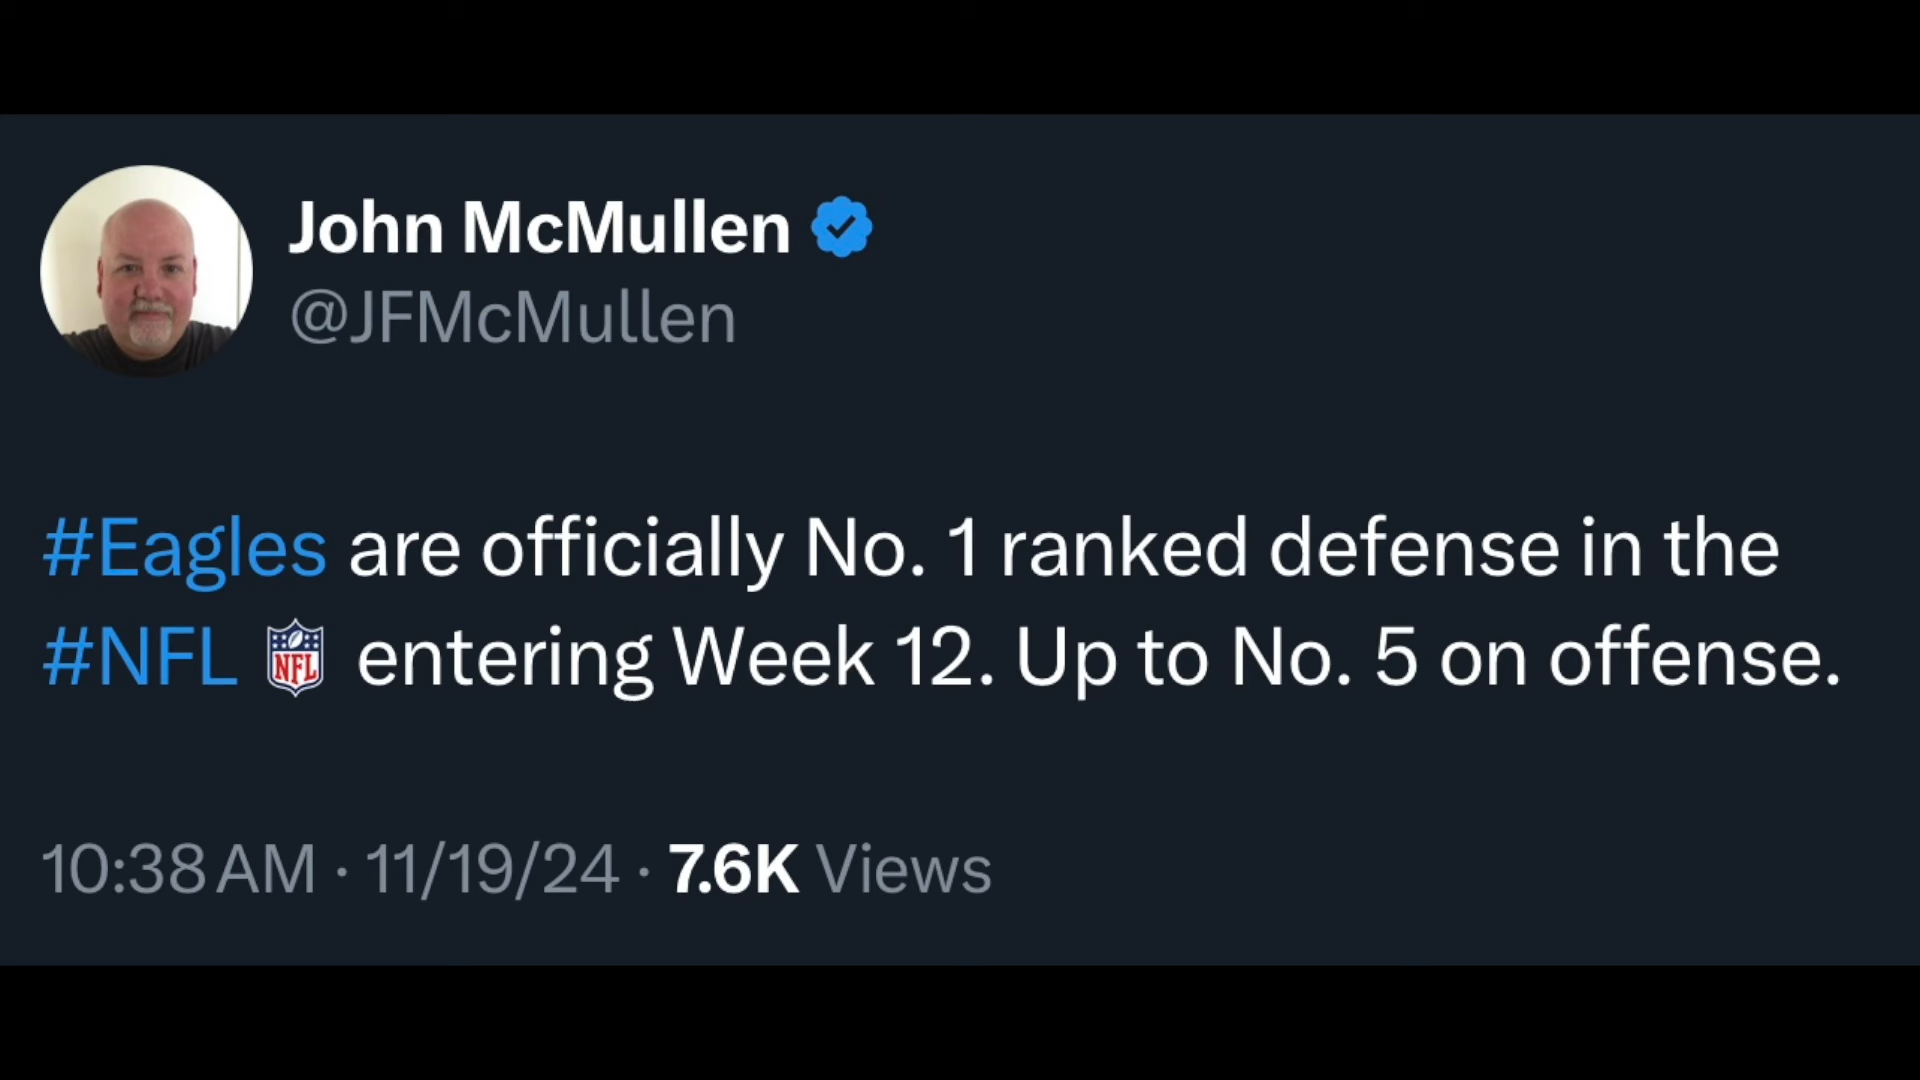 John McMullen
@JFMcMullen
#Eagles are officially No. 1 ranked defense in the
#NFL NFL entering Week 12. Up to No. 5 on offense.
10:38 AM · 11/19/24 · 7.6K Views